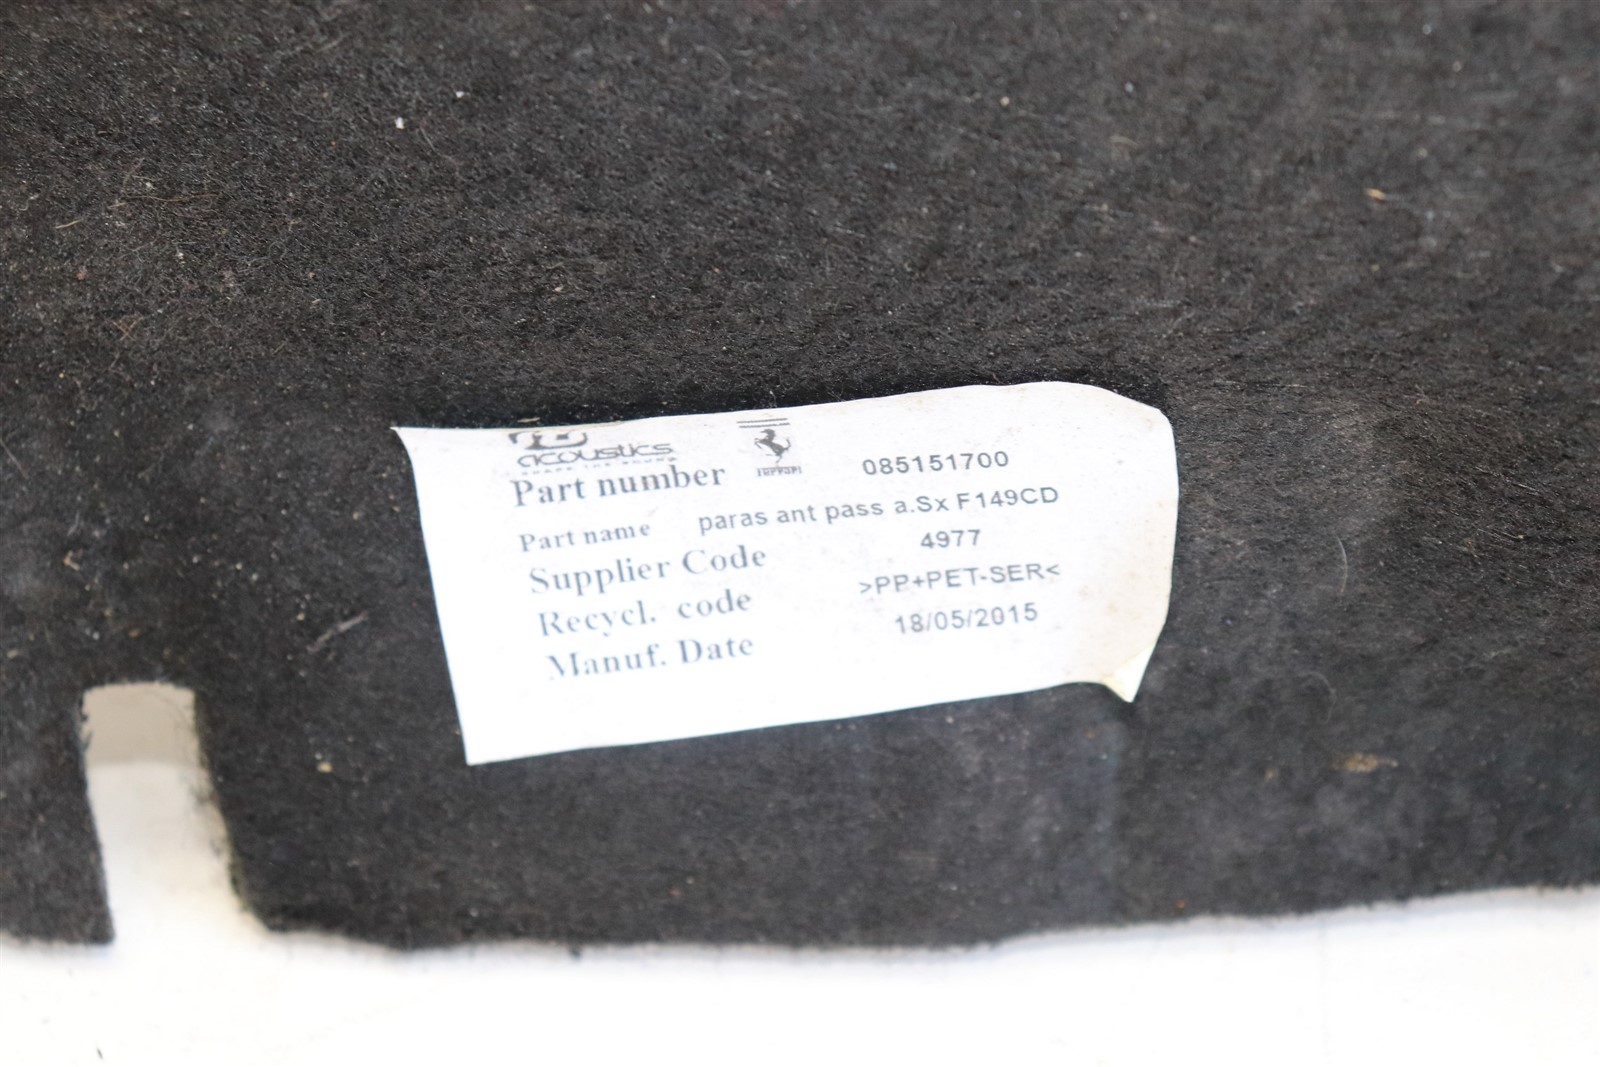 acoustics
Ferrari
Part number 085151700
Part name paras ant pass a.Sx F149CD
Supplier Code 4977
Recycl. code >PP+PET-SER<
Manuf. Date 18/05/2015